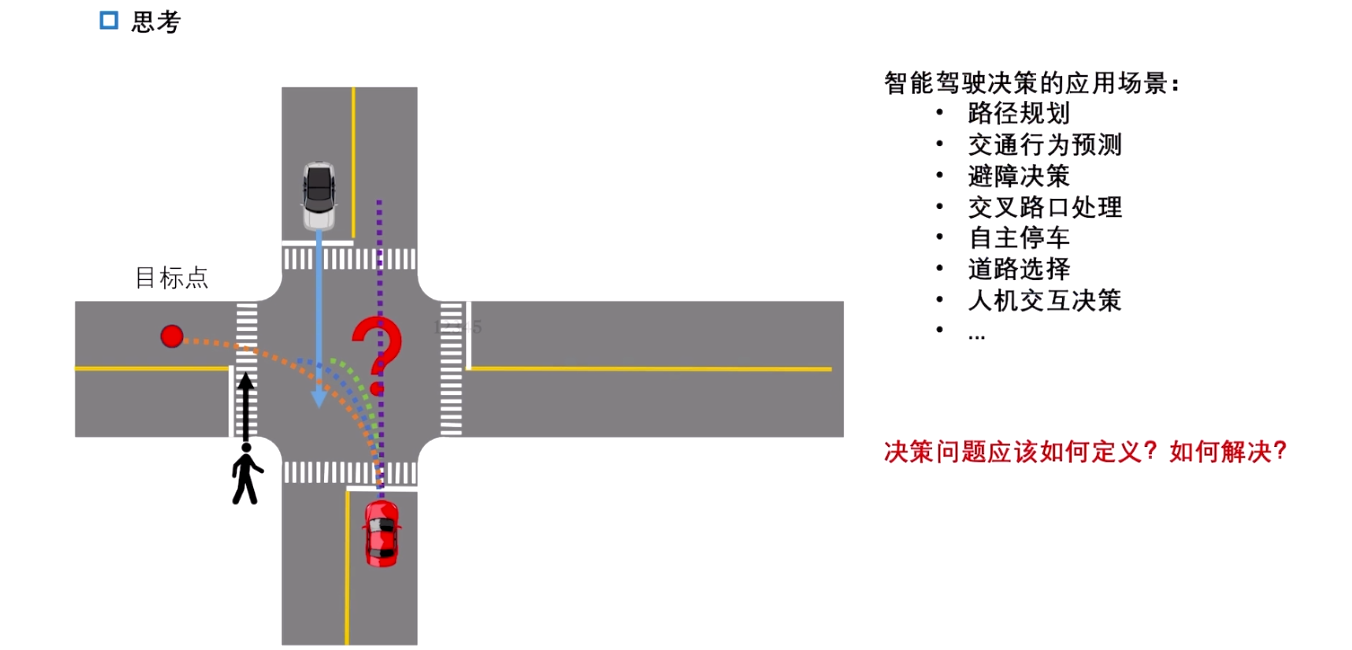 思考
目标点
智能驾驶决策的应用场景：
• 路径规划
• 交通行为预测
• 避障决策
• 交叉路口处理
• 自主停车
• 道路选择
• 人机交互决策
• ...
?
决策问题应该如何定义？如何解决？